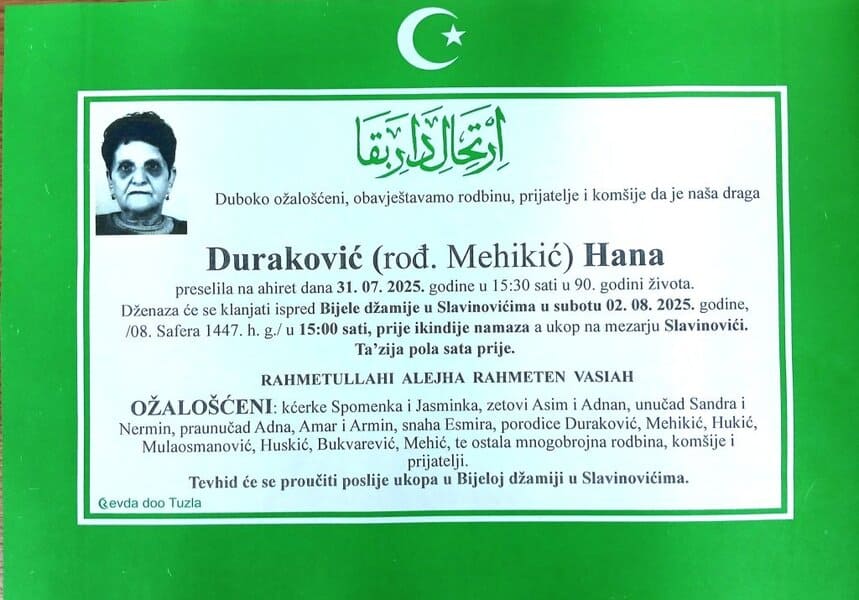 اِرْتِحَالِ دَارِ بَقَا
Duboko ožalošćeni, obavještavamo rodbinu, prijatelje i komšije da je naša draga
Duraković (rođ. Mehikić) Hana
preselila na ahiret dana 31. 07. 2025. godine u 15:30 sati u 90. godini života.
Dženaza će se klanjati ispred Bijele džamije u Slavinovićima u subotu 02. 08. 2025. godine,
/08. Safera 1447. h. g./ u 15:00 sati, prije ikindije namaza a ukop na mezarju Slavinovići.
Ta’zija pola sata prije.
RAHMETULLAHI ALEJHA RAHMETEN VASIAH
OŽALOŠĆENI: kćerke Spomenka i Jasminka, zetovi Asim i Adnan, unučad Sandra i
Nermin, praunučad Adna, Amar i Armin, snaha Esmira, porodice Duraković, Mehikić, Hukić,
Mulaosmanović, Huskić, Bukvarević, Mehić, te ostala mnogobrojna rodbina, komšije i
prijatelji.
Tevhid će se proučiti poslije ukopa u Bijeloj džamiji u Slavinovićima.
evda doo Tuzla